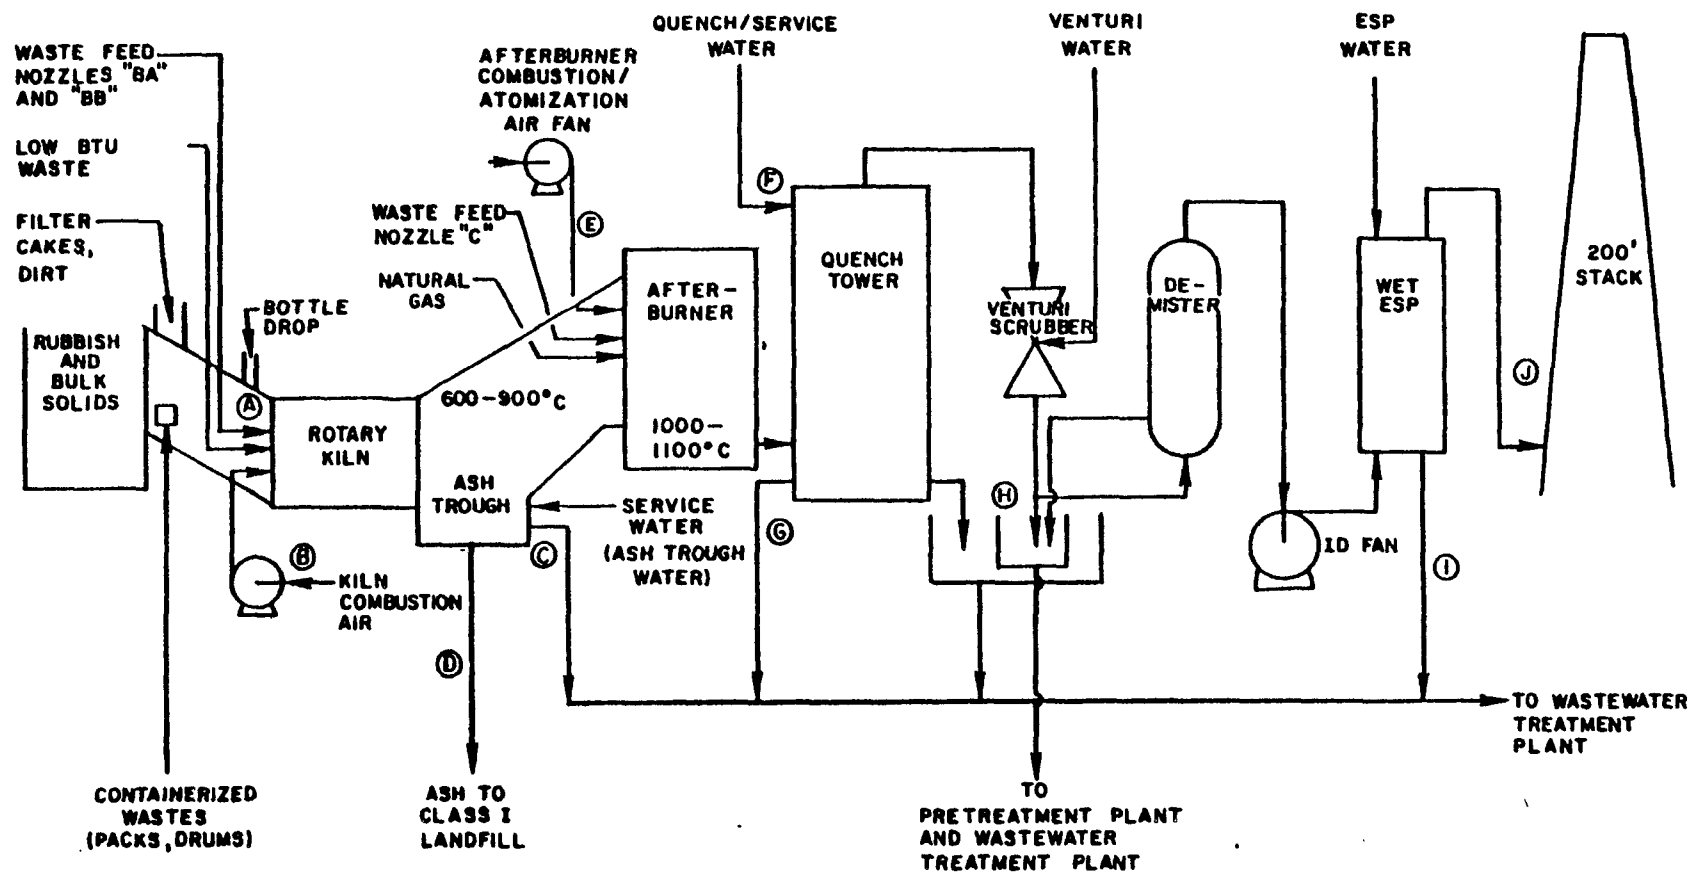 WASTE FEED
NOZZLES "BA"
AND "BB"
LOW BTU
WASTE
FILTER
CAKES,
DIRT
BOTTLE
DROP
RUBBISH
AND
BULK
SOLIDS
A
ROTARY
KILN
B
KILN
COMBUSTION
AIR
CONTAINERIZED
WASTES
(PACKS, DRUMS)
AFTERBURNER
COMBUSTION/
ATOMIZATION
AIR FAN
E
WASTE FEED
NOZZLE "C"
NATURAL
GAS
600-900°C
ASH
TROUGH
AFTER-
BURNER
1000-
1100°C
SERVICE
WATER
(ASH TROUGH
WATER)
C
D
ASH TO
CLASS I
LANDFILL
QUENCH/SERVICE
WATER
F
QUENCH
TOWER
G
VENTURI
WATER
VENTURI
SCRUBBER
H
DE-
MISTER
ID FAN
ESP
WATER
WET
ESP
I
J
200'
STACK
TO WASTEWATER
TREATMENT
PLANT
TO
PRETREATMENT PLANT
AND WASTEWATER
TREATMENT PLANT